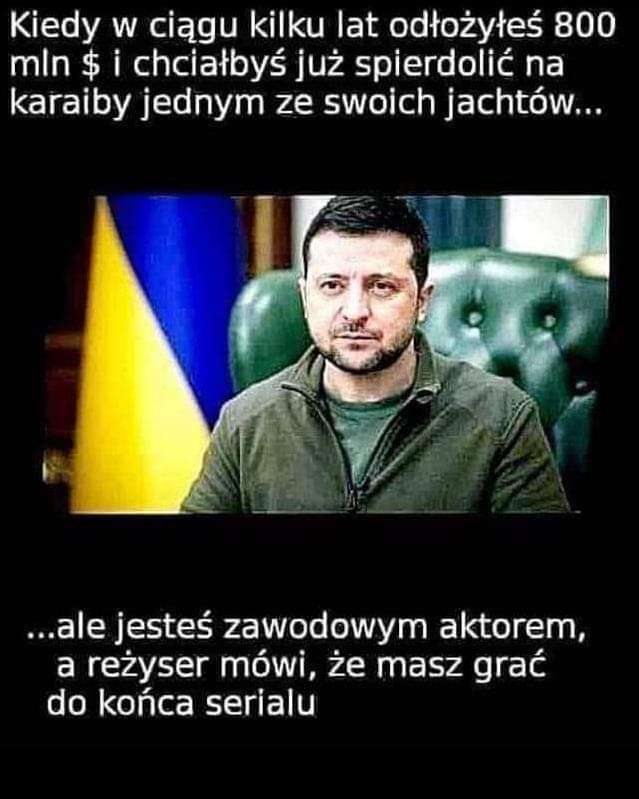 Kiedy w ciągu kilku lat odłożyłeś 800
mln $ i chciałbyś już spierdolić na
karaiby jednym ze swoich jachtów...
...ale jesteś zawodowym aktorem,
a reżyser mówi, że masz grać
do końca serialu